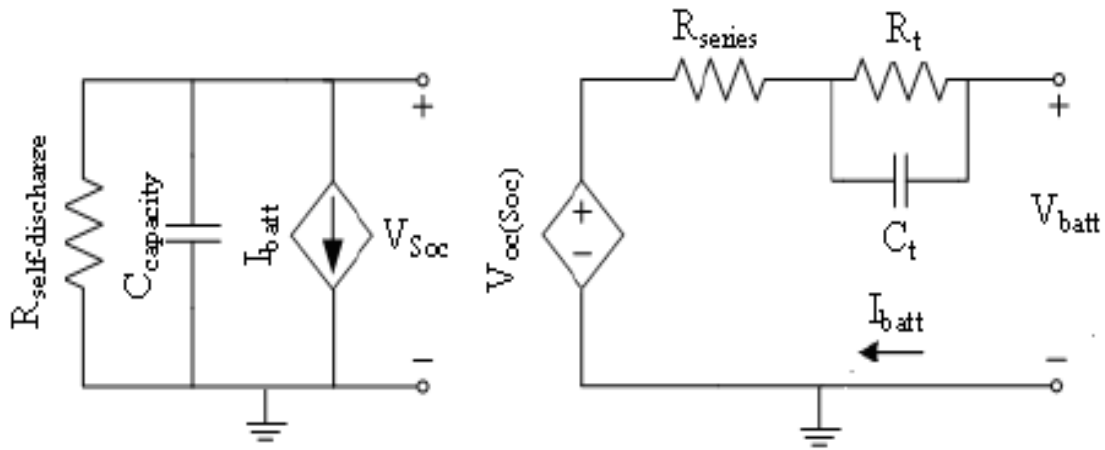 R_self-discharge
C_capacity
I_batt
+
V_Soc
−
V_oc(Soc)
+
−
R_series
R_t
C_t
+
V_batt
−
I_batt